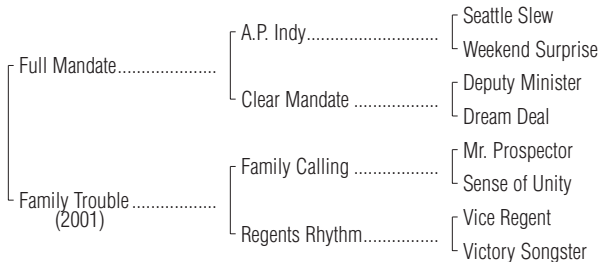 Seattle Slew
A.P. Indy......................
Weekend Surprise
Full Mandate.....................
Deputy Minister
Clear Mandate ..................
Dream Deal
Mr. Prospector
Family Calling ..................
Sense of Unity
Family Trouble ..................
(2001)
Vice Regent
Regents Rhythm................
Victory Songster